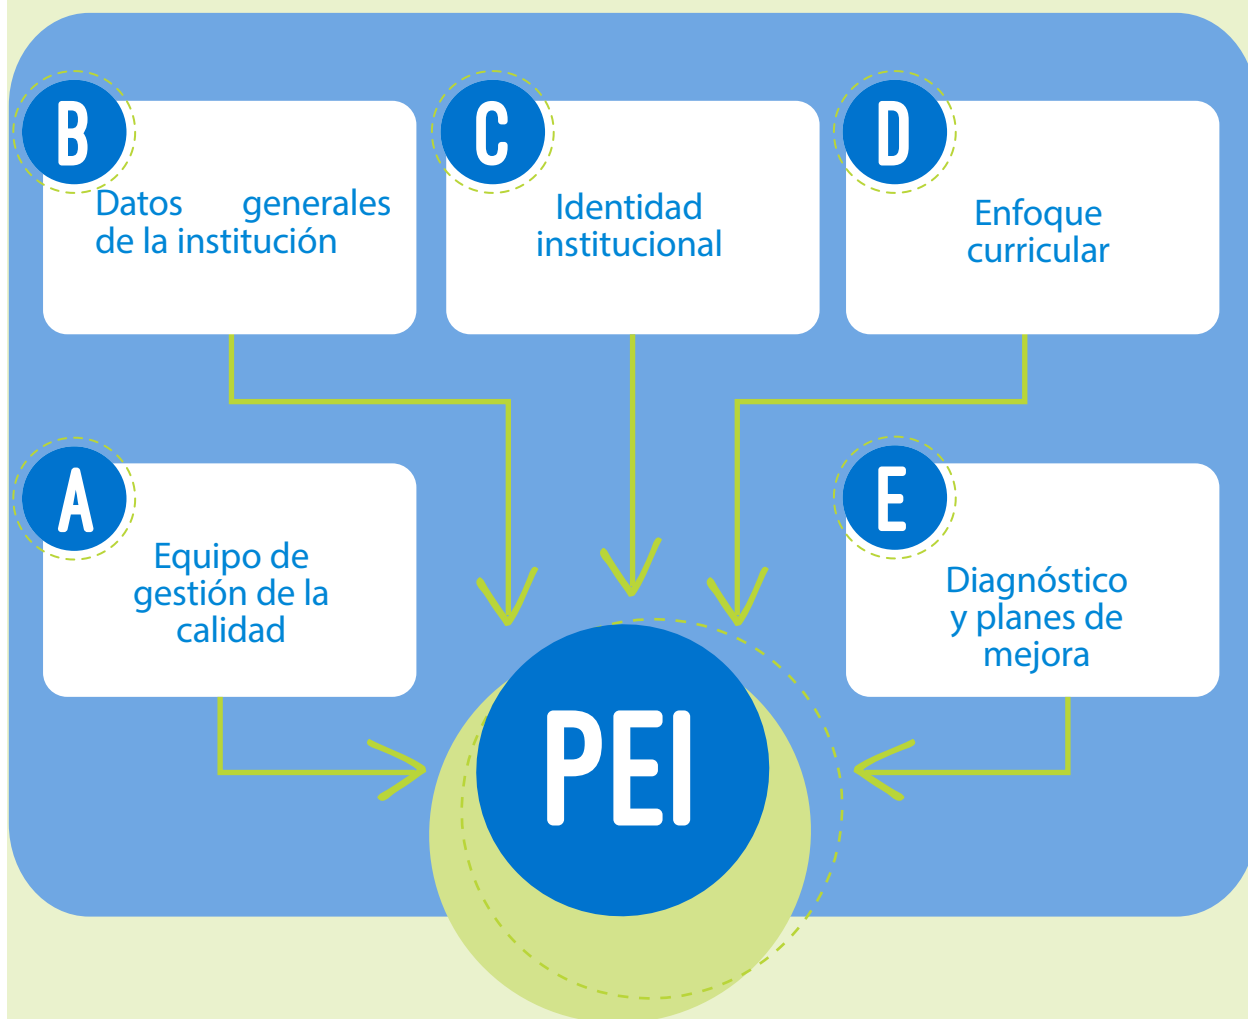 B
Datos generales
de la institución
C
Identidad
institucional
D
Enfoque
curricular
A
Equipo de
gestión de la
calidad
E
Diagnóstico
y planes de
mejora
PEI